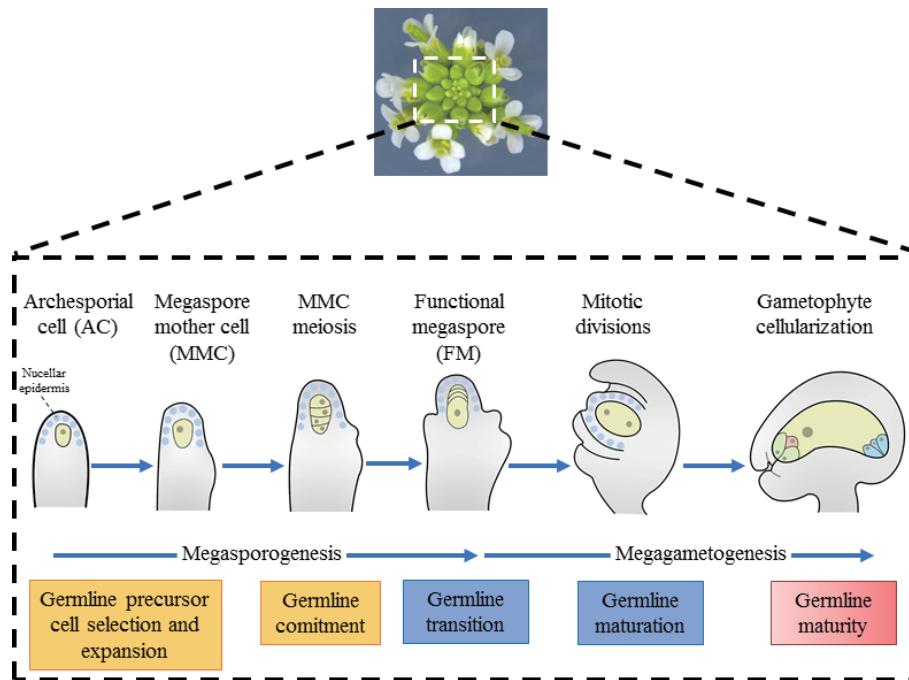 Archesporial
cell (AC)
Megaspore
mother cell
(MMC)
MMC
meiosis
Functional
megaspore
(FM)
Mitotic
divisions
Gametophyte
cellularization
Nucellar
epidermis
Megasporogenesis
Megagametogenesis
Germline precursor
cell selection and
expansion
Germline
comitment
Germline
transition
Germline
maturation
Germline
maturity